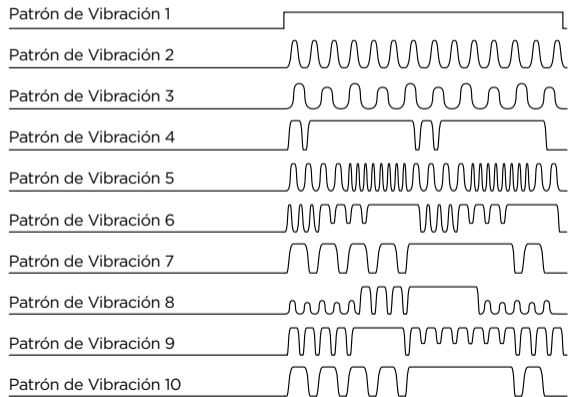 Patrón de Vibración 1
Patrón de Vibración 2
Patrón de Vibración 3
Patrón de Vibración 4
Patrón de Vibración 5
Patrón de Vibración 6
Patrón de Vibración 7
Patrón de Vibración 8
Patrón de Vibración 9
Patrón de Vibración 10